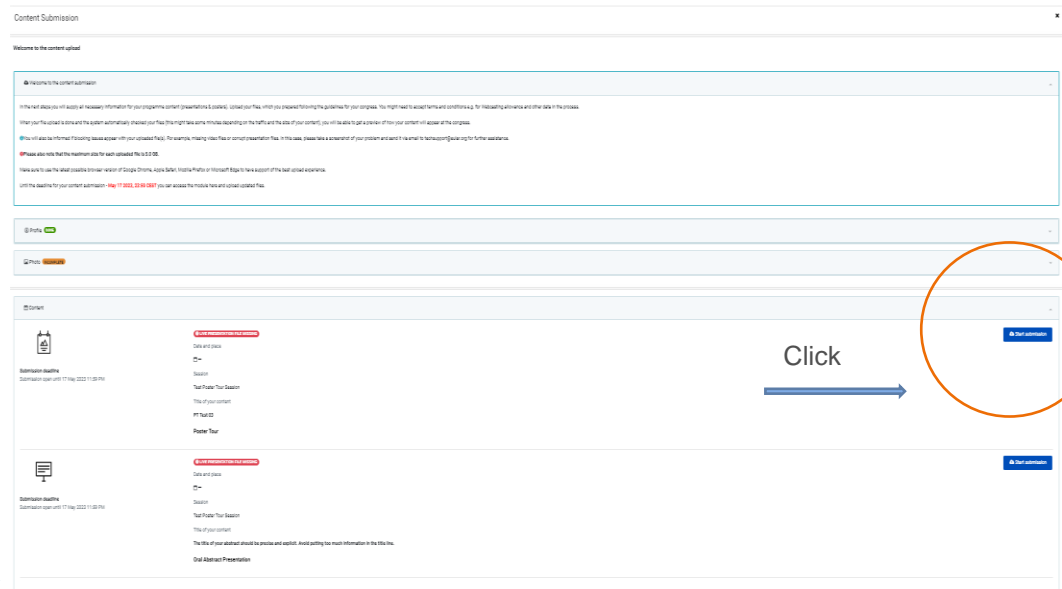 Content Submission
×
Welcome to the content upload
Welcome to the content submission
In the next steps you will supply all necessary information for your programme content (presentations & posters). Upload your files, which you prepared following the guidelines for your congress. You might need to accept terms and conditions e.g. for Webcasting allowance and other data in the process.
When your file upload is done and the system automatically checked your files (this might take some minutes depending on the traffic and the size of your content), you will be able to get a preview of how your content will appear at the congress.
You will also be informed if blocking issues appear with your uploaded file(s). For example, missing video files or corrupt presentation files. In this case, please take a screenshot of your problem and send it via email to techsupport@eular.org for further assistance.
Please also note that the maximum size for each uploaded file is GB.
Make sure to use the latest possible browser version of Google Chrome, Apple Safari, Mobile Firefox or Microsoft Edge to have support of the best upload experience.
Until the deadline for your content submission - May 17 2023, 23:59 CEST you can access the module here and upload updated files.
Profile
Photo
Content
Start submission
Date and place
Click
Submission deadline
Submission open until 17 May 11:59 PM
Session
Test Poster Tour Session
Title of your content
PT Test
Poster Tour
Start submission
Date and place
Submission deadline
Submission open until 17 May 11:59 PM
Session
Test Poster Tour Session
Title of your content
The title of your abstract should be precise and explicit. Avoid putting too much information in the title line.
Oral Abstract Presentation